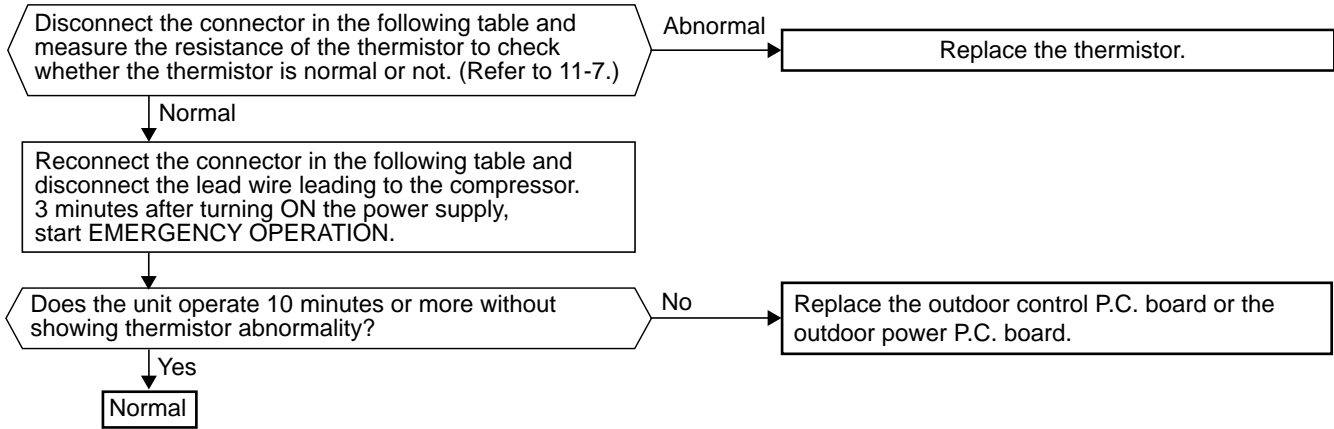 Disconnect the connector in the following table and
measure the resistance of the thermistor to check
whether the thermistor is normal or not. (Refer to 11-7.)
Abnormal
Replace the thermistor.
Normal
Reconnect the connector in the following table and
disconnect the lead wire leading to the compressor.
3 minutes after turning ON the power supply,
start EMERGENCY OPERATION.
Does the unit operate 10 minutes or more without
showing thermistor abnormality?
No
Replace the outdoor control P.C. board or the
outdoor power P.C. board.
Yes
Normal